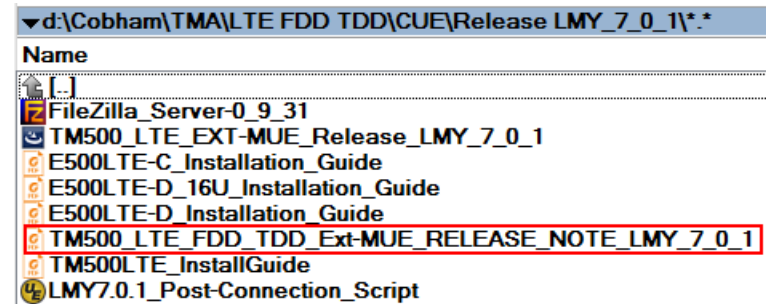 d:\Cobham\TMA\LTE FDD TDD\CUE\Release LMY_7_0_1\*.*
Name
[..]
FileZilla_Server-0_9_31
TM500_LTE_EXT-MUE_Release_LMY_7_0_1
E500LTE-C_Installation_Guide
E500LTE-D_16U_Installation_Guide
E500LTE-D_Installation_Guide
TM500_LTE_FDD_TDD_Ext-MUE_RELEASE_NOTE_LMY_7_0_1
TM500LTE_InstallGuide
LMY7.0.1_Post-Connection_Script